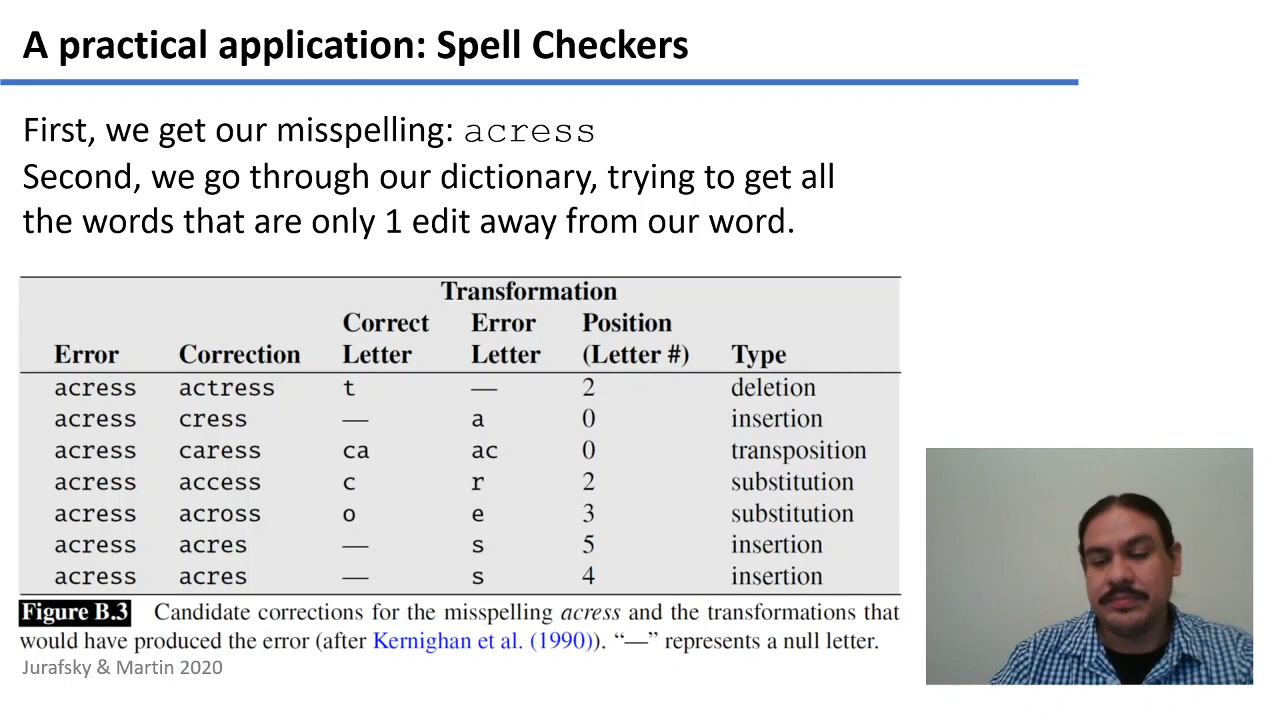 A practical application: Spell Checkers
First, we get our misspelling: acress
Second, we go through our dictionary, trying to get all
the words that are only 1 edit away from our word.
Transformation
Correct Error Position
Error Correction Letter Letter (Letter #) Type
acress actress t — 2 deletion
acress cress — a 0 insertion
acress caress ca ac 0 transposition
acress access c r 2 substitution
acress across o e 3 substitution
acress acres — s 5 insertion
acress acres — s 4 insertion
Figure B.3 Candidate corrections for the misspelling acress and the transformations that
would have produced the error (after Kernighan et al. (1990)). “—” represents a null letter.
Jurafsky & Martin 2020